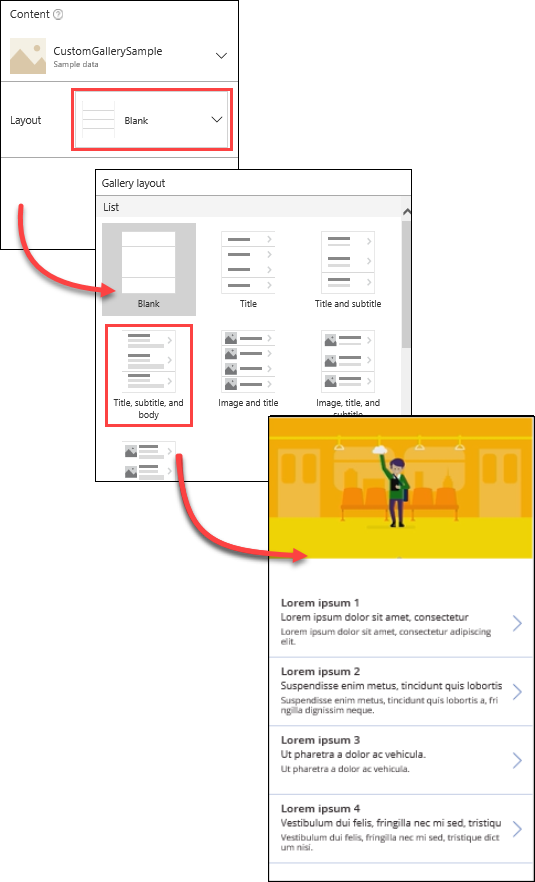 Content ?
CustomGallerySample
Sample data
Layout
Blank
Gallery layout
List
Blank
Title
Title and subtitle
Title, subtitle, and
body
Image and title
Image, title, and
subtitle
Lorem ipsum 1
Lorem ipsum dolor sit amet, consectetur
Lorem ipsum dolor sit amet, consectetur adipiscing
elit.
Lorem ipsum 2
Suspendisse enim metus, tincidunt quis lobortis
Suspendisse enim metus, tincidunt quis lobortis a, fri
ngilla dignissim neque.
Lorem ipsum 3
Ut pharetra a dolor ac vehicula.
Ut pharetra a dolor ac vehicula.
Lorem ipsum 4
Vestibulum dui felis, fringilla nec mi sed, tristiqu
Vestibulum dui felis, fringilla nec mi sed, tristique dict
um nisi.